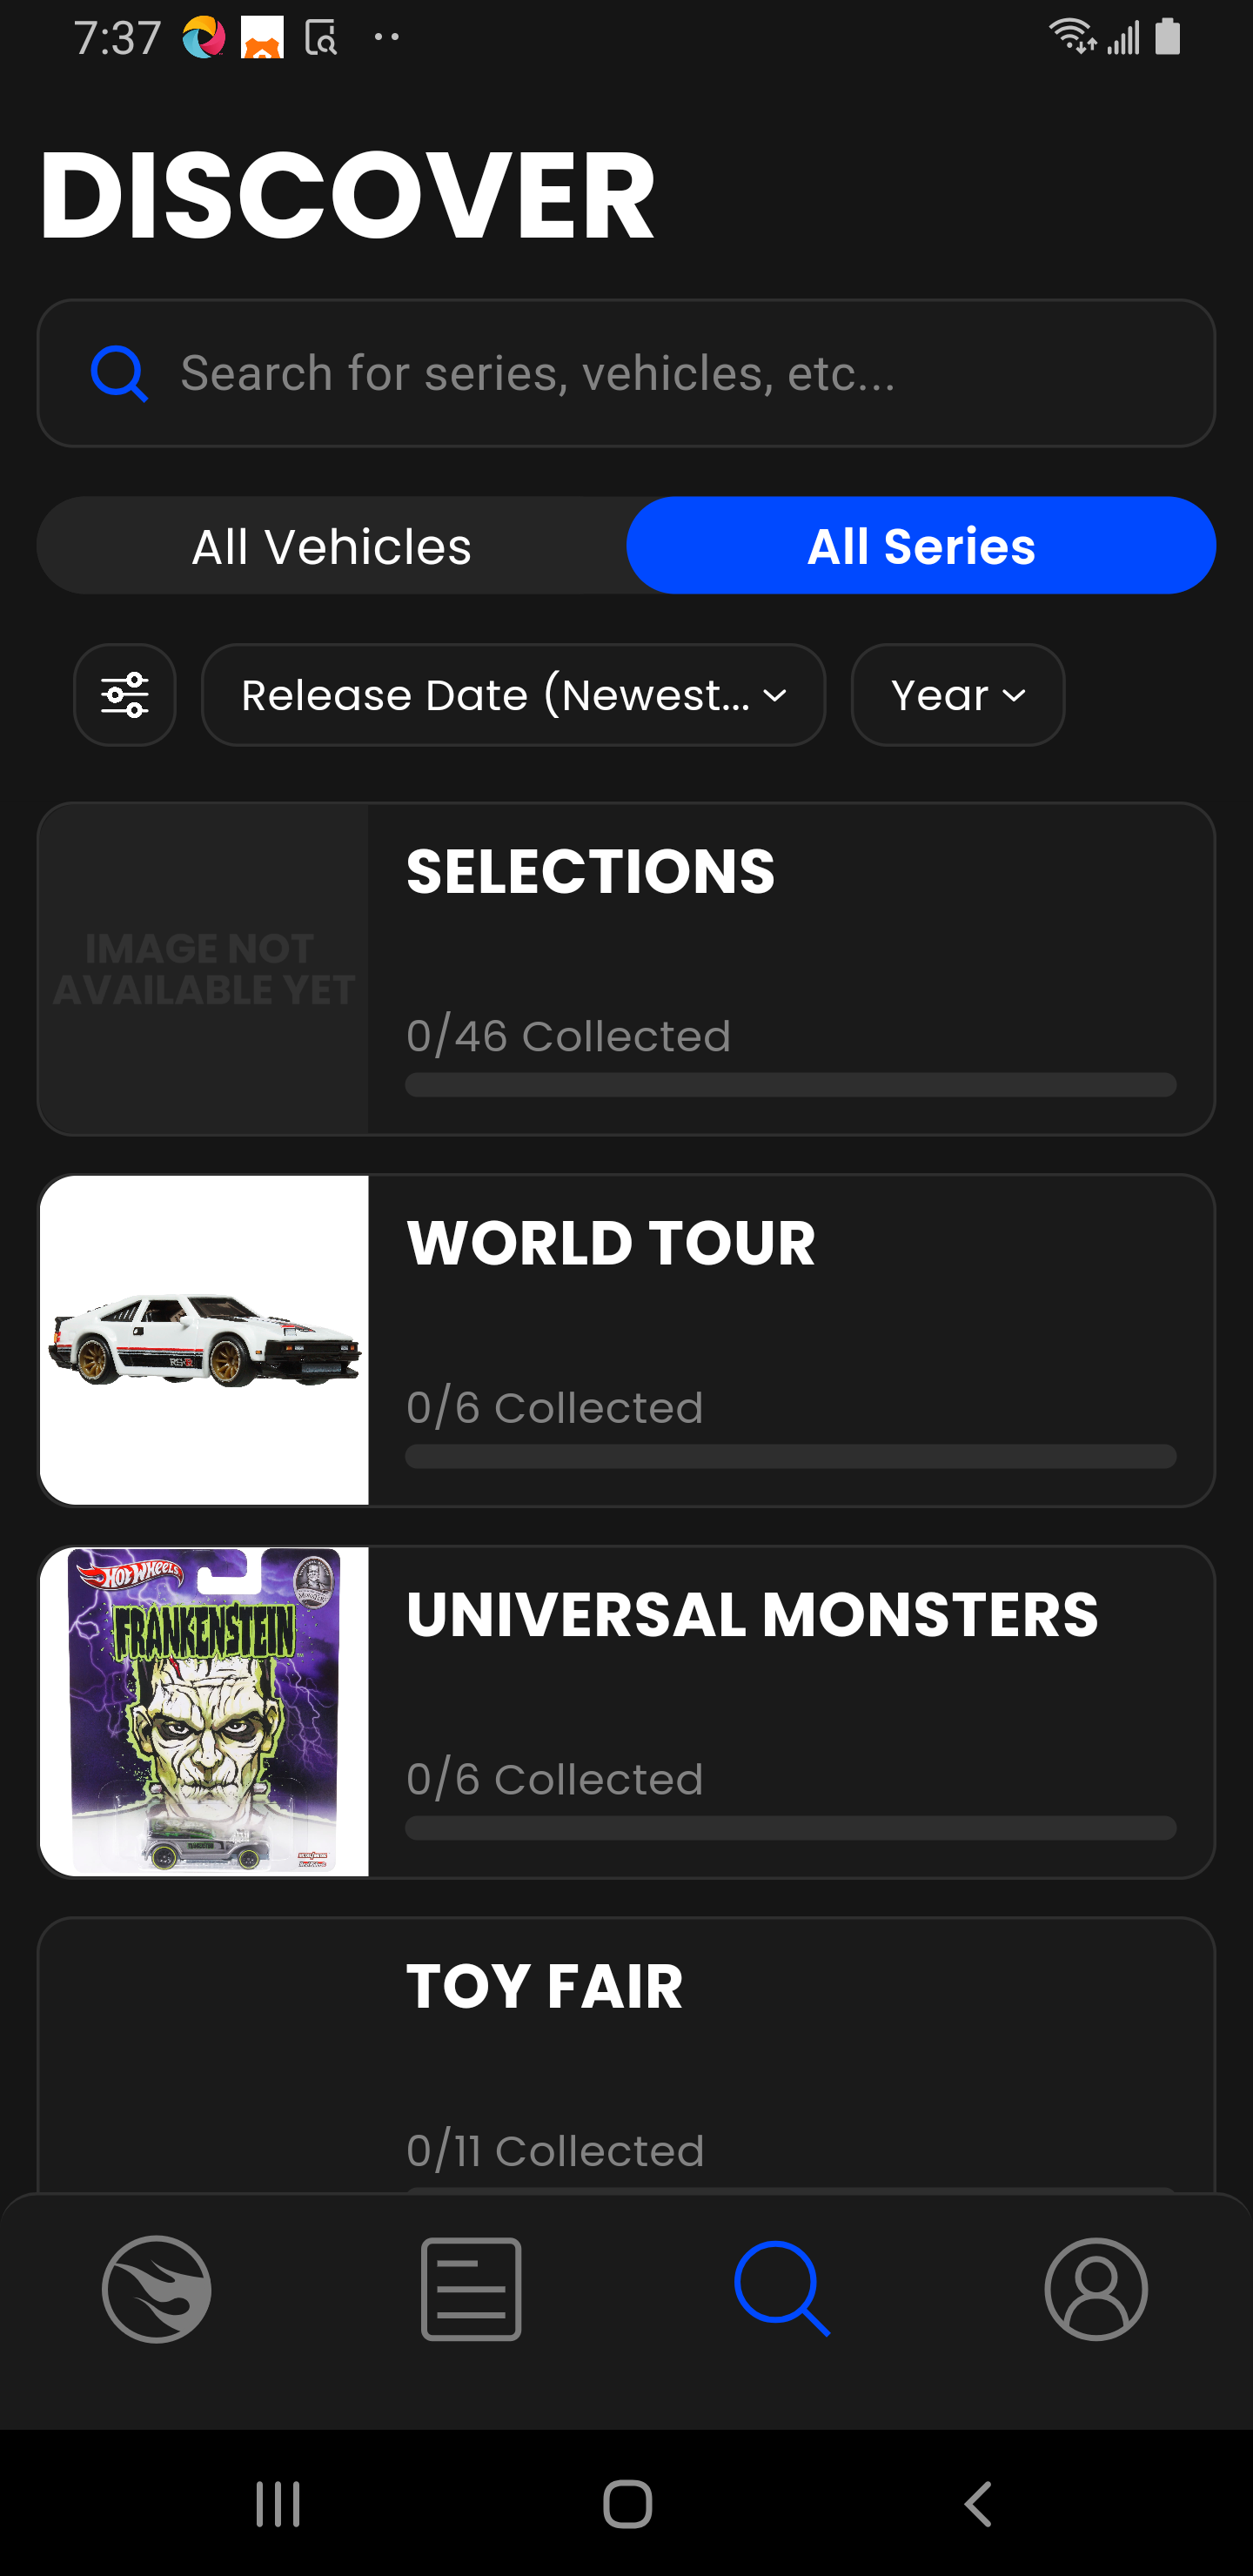 7:37
DISCOVER
Search for series, vehicles, etc...
All Vehicles
All Series
Release Date (Newest...
Year
SELECTIONS
IMAGE NOT
AVAILABLE YET
0/46 Collected
WORLD TOUR
0/6 Collected
HOT WHEELS
FRANKENSTEIN
UNIVERSAL MONSTERS
0/6 Collected
TOY FAIR
0/11 Collected